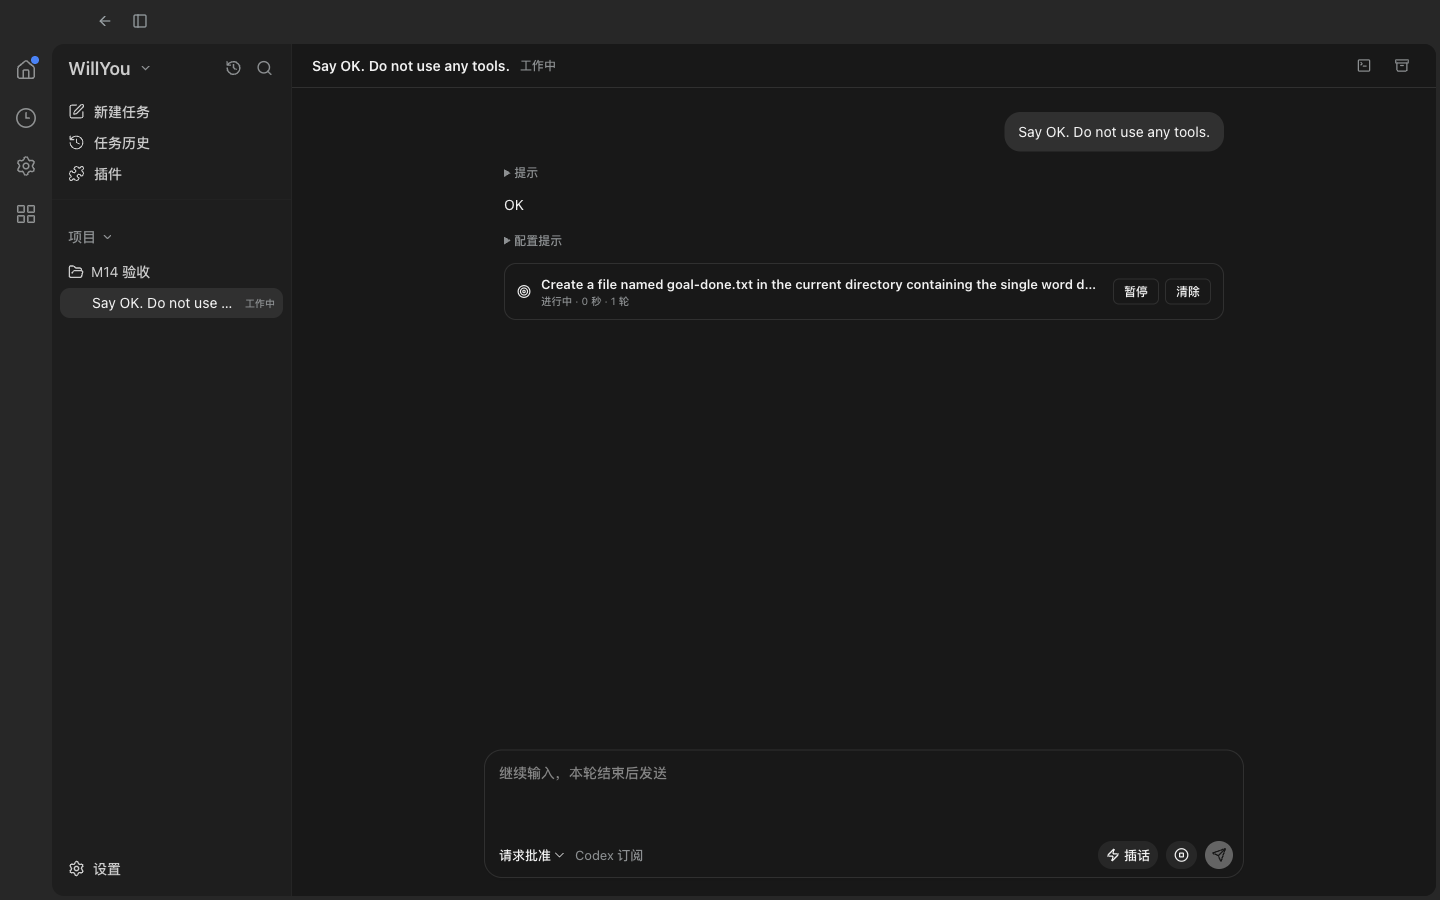 WillYou
新建任务
任务历史
插件
项目
M14 验收
Say OK. Do not use ... 工作中
设置
Say OK. Do not use any tools. 工作中
Say OK. Do not use any tools.
提示
OK
配置提示
Create a file named goal-done.txt in the current directory containing the single word d...
进行中 · 0 秒 · 1 轮
暂停 清除
继续输入，本轮结束后发送
请求批准 Codex 订阅 插话